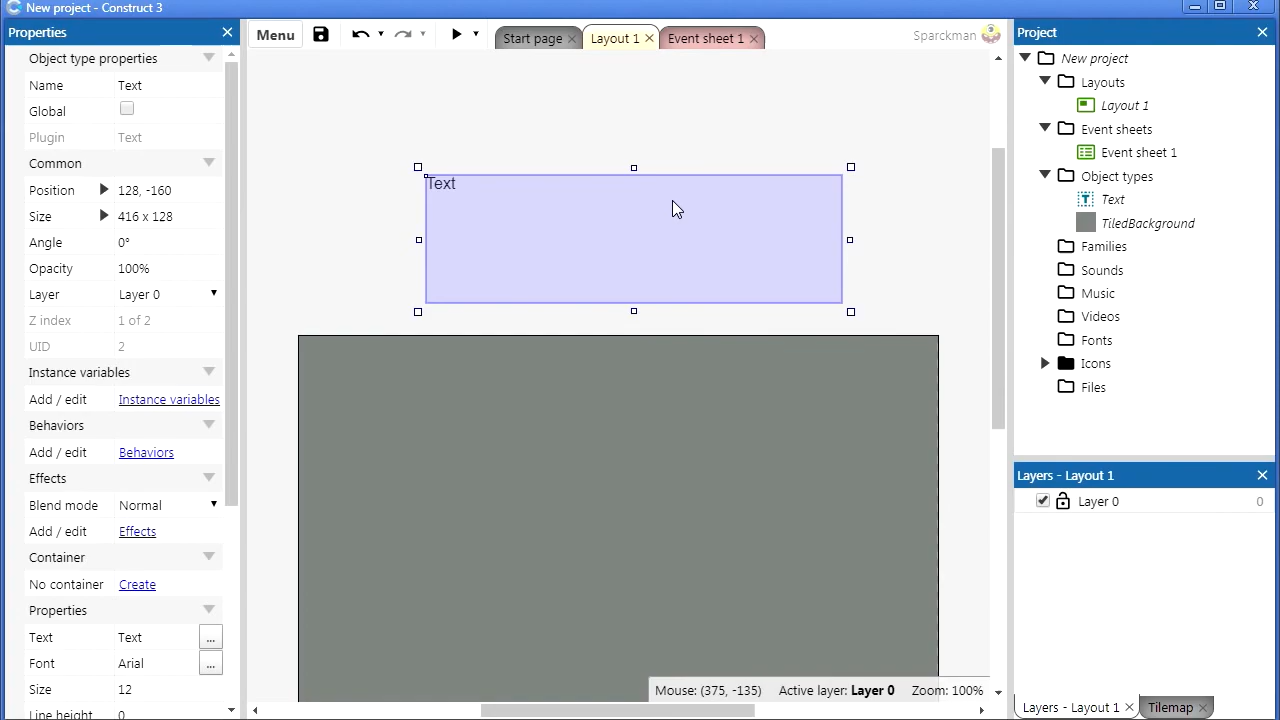 New project - Construct 3
Properties
Object type properties
Name Text
Global
Plugin Text
Common
Position 128, -160
Size 416 x 128
Angle 0°
Opacity 100%
Layer Layer 0
Z index 1 of 2
UID 2
Instance variables
Add / edit Instance variables
Behaviors
Add / edit Behaviors
Effects
Blend mode Normal
Add / edit Effects
Container
No container Create
Properties
Text Text ...
Font Arial ...
Size 12
Line height 0
Menu
Start page
Layout 1
Event sheet 1
Sparckman
Text
Mouse: (375, -135) Active layer: Layer 0 Zoom: 100%
Project
New project
Layouts
Layout 1
Event sheets
Event sheet 1
Object types
Text
TiledBackground
Families
Sounds
Music
Videos
Fonts
Icons
Files
Layers - Layout 1
Layer 0 0
Layers - Layout 1
Tilemap